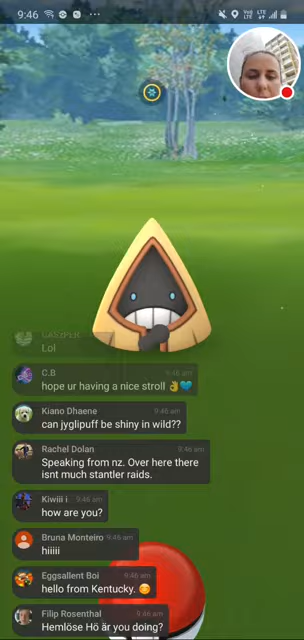 9:46
Lol
C.B
9:46 am
hope ur having a nice stroll 👌💙
Kiano Dhaene
9:46 am
can jyglipuff be shiny in wild??
Rachel Dolan
9:46 am
Speaking from nz. Over here there
isnt much stantler raids.
Kiwiii i
9:46 am
how are you?
Bruna Monteiro
9:46 am
hiiiii
Eggsallent Boi
9:46 am
hello from Kentucky. 😊
Filip Rosenthal
9:46 am
Hemlöse Hö är you doing?